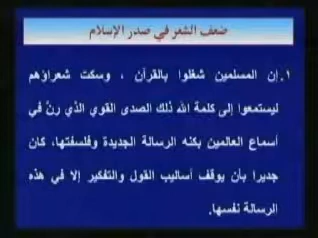 ضعف الشعر في صدر الإسلام
١. إن المسلمين شغلوا بالقرآن ، وسكت شعراؤهم
ليستمعوا إلى كلمة الله ذلك الصدى القوي الذي رنَّ في
أسماع العالمين بكنه الرسالة الجديدة وفلسفتها، كان
جديرا بأن يوقف أساليب القول والتفكير إلا في هذه
الرسالة نفسها.